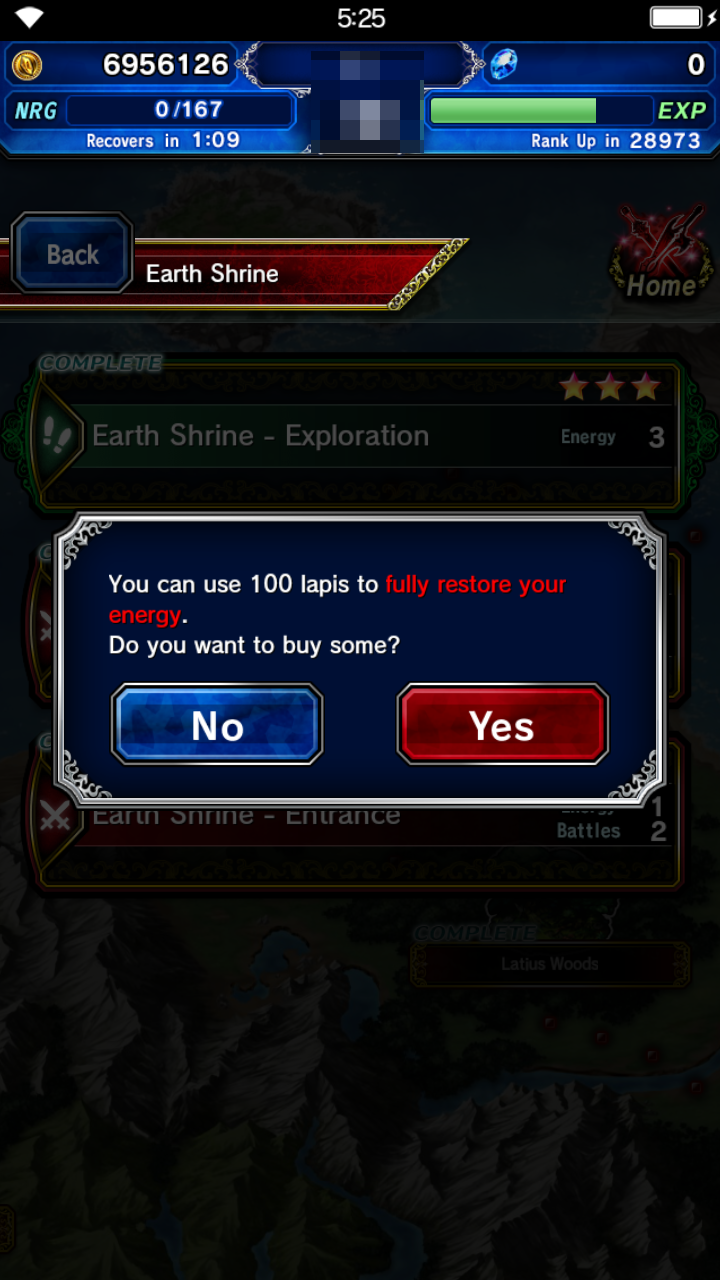 5:25
6956126
0
NRG
0/167
EXP
Recovers in 1:09
Rank Up in 28973
Back
Earth Shrine
Home
COMPLETE
Earth Shrine - Exploration
Energy 3
You can use 100 lapis to fully restore your
energy.
Do you want to buy some?
No
Yes
Earth Shrine - Entrance
Energy 1
Battles 2
COMPLETE
Latius Woods